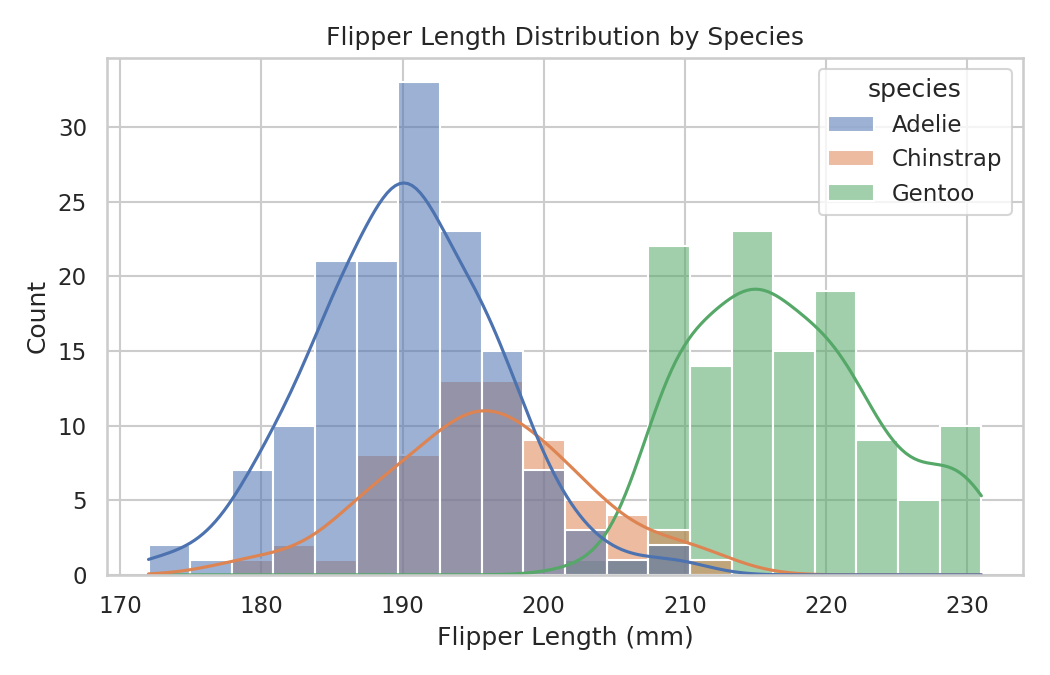 Flipper Length Distribution by Species
species
Adelie
Chinstrap
Gentoo
30
25
20
15
10
5
0
Count
170 180 190 200 210 220 230
Flipper Length (mm)